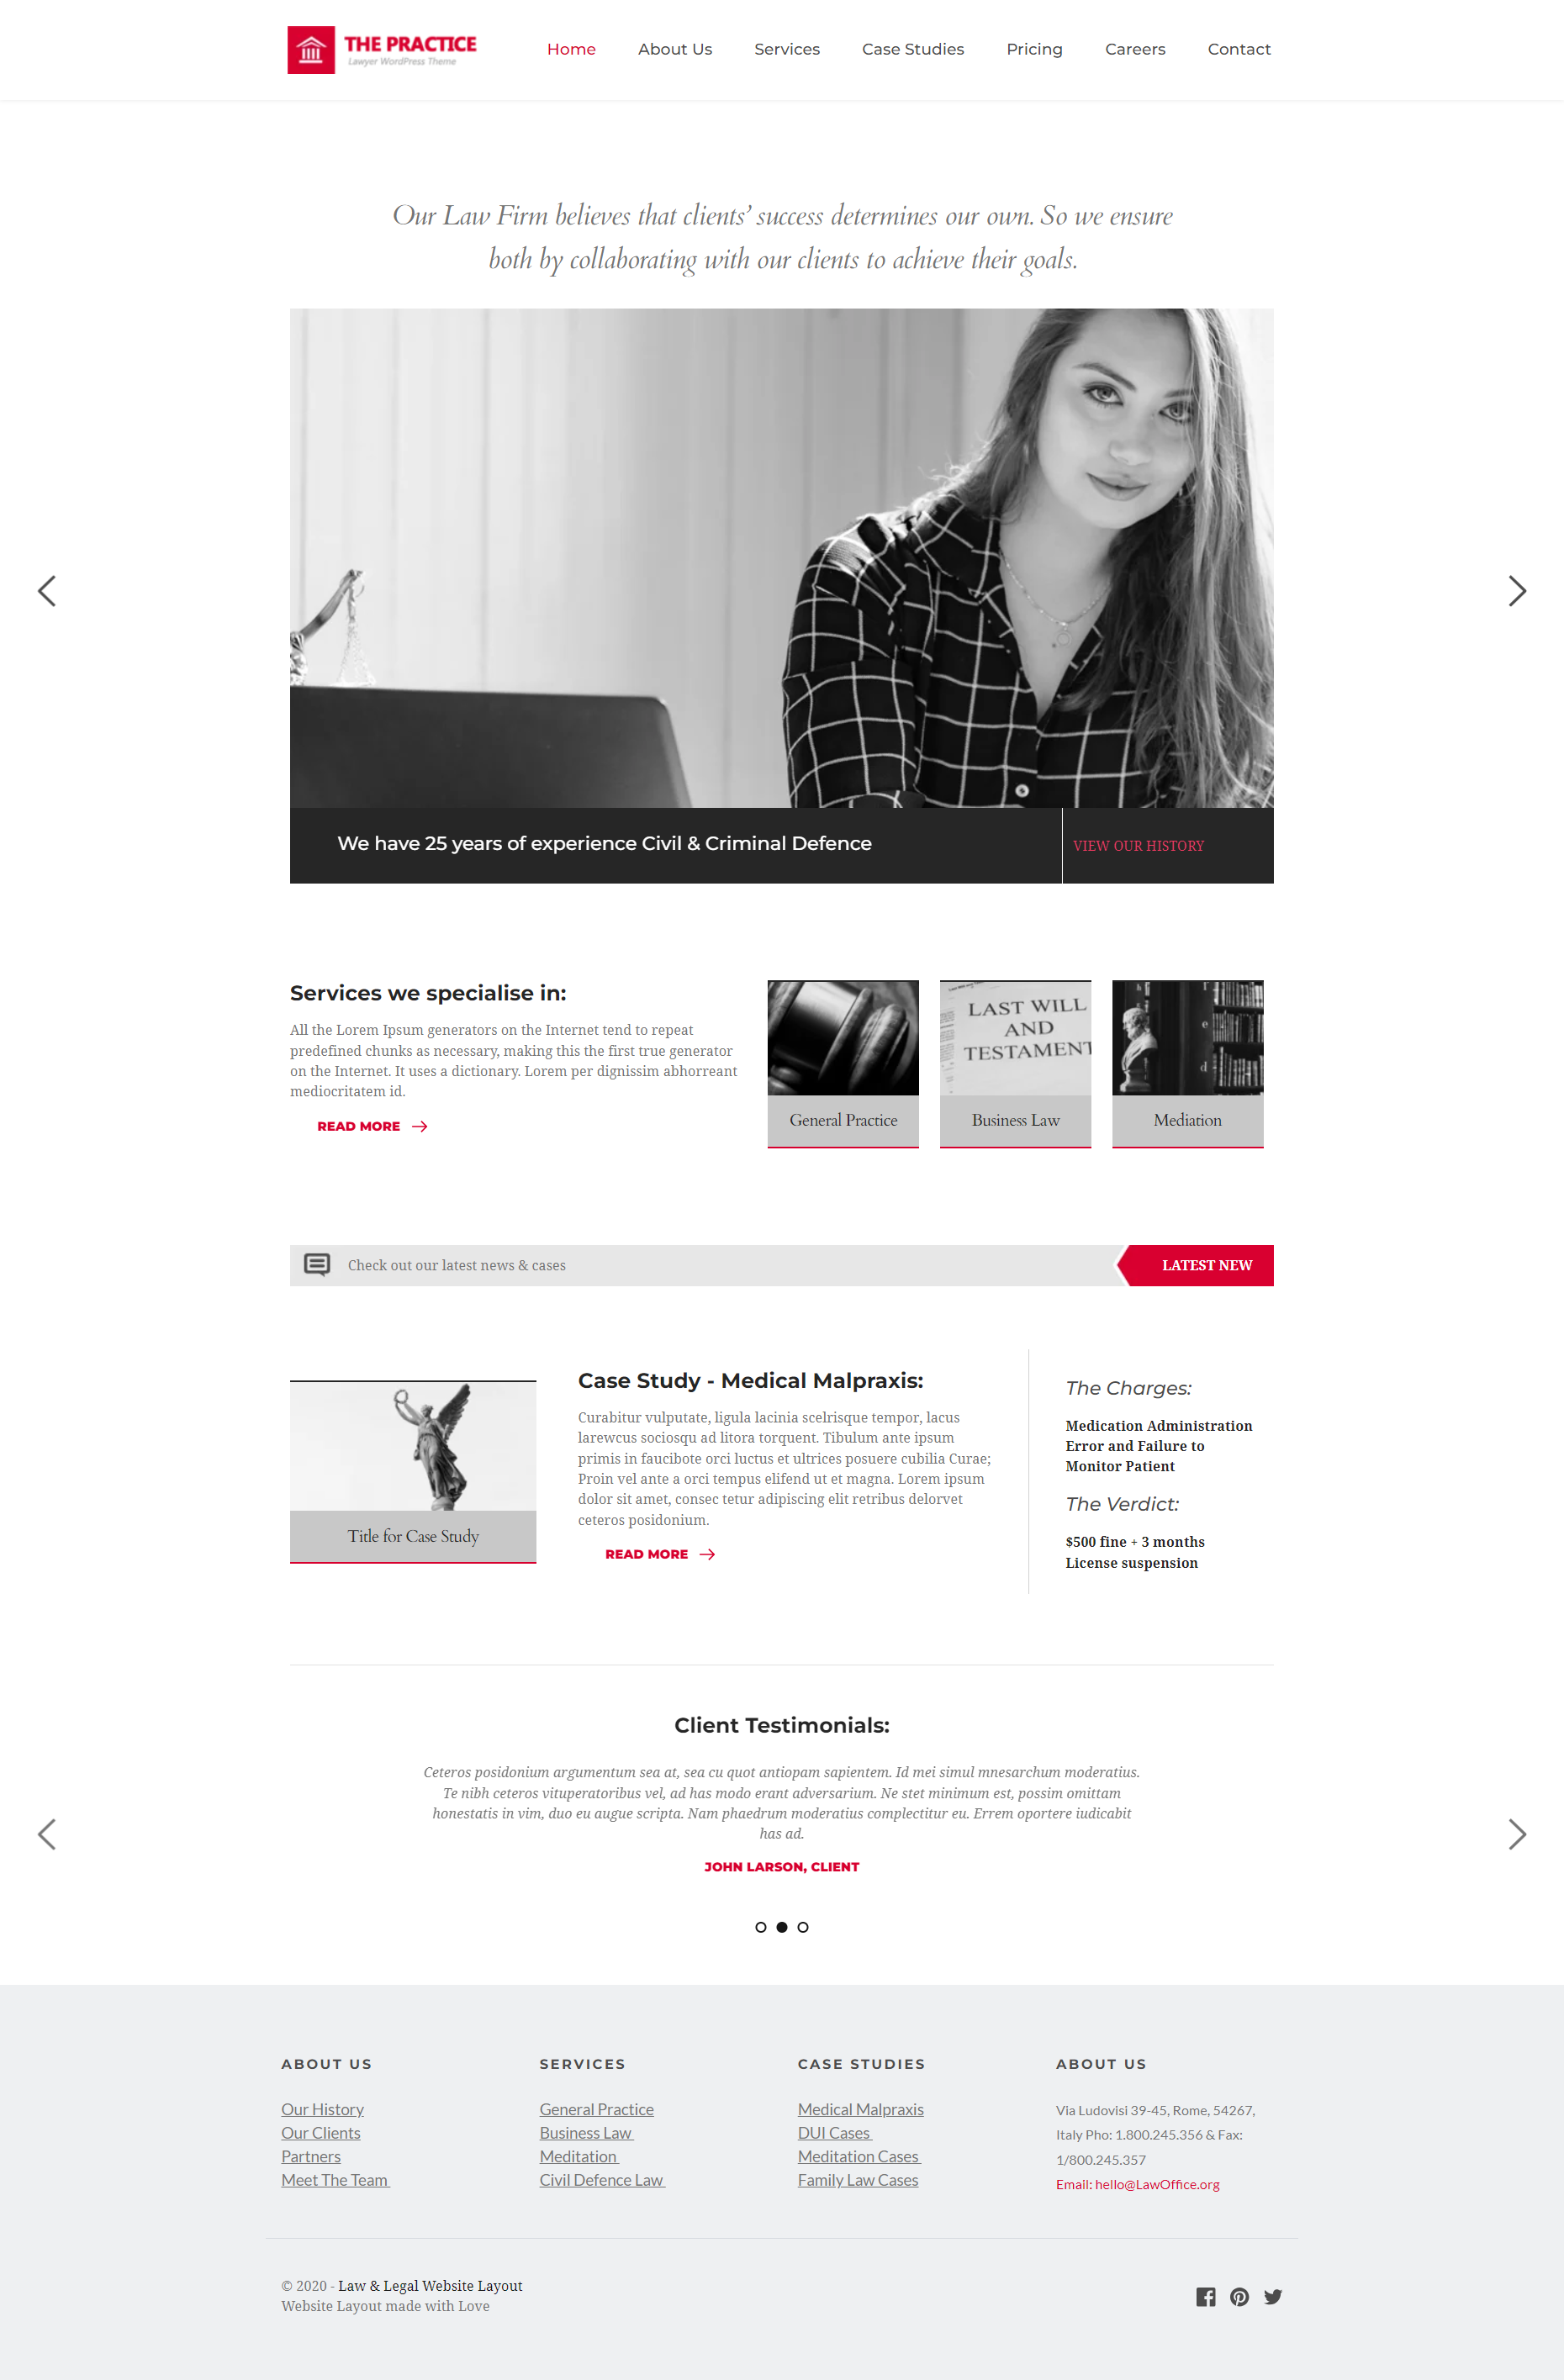 THE PRACTICE
Lawyer WordPress Theme
Home
About Us
Services
Case Studies
Pricing
Careers
Contact
Our Law Firm believes that clients’ success determines our own. So we ensure
both by collaborating with our clients to achieve their goals.
We have 25 years of experience Civil & Criminal Defence
VIEW OUR HISTORY
Services we specialise in:
All the Lorem Ipsum generators on the Internet tend to repeat
predefined chunks as necessary, making this the first true generator
on the Internet. It uses a dictionary. Lorem per dignissim abhorreant
mediocritatem id.
READ MORE
General Practice
LAST WILL
AND
TESTAMENT
Business Law
e
d
Mediation
Check out our latest news & cases
LATEST NEW
Title for Case Study
Case Study - Medical Malpraxis:
Curabitur vulputate, ligula lacinia scelrisque tempor, lacus
larewcus sociosqu ad litora torquent. Tibulum ante ipsum
primis in faucibote orci luctus et ultrices posuere cubilia Curae;
Proin vel ante a orci tempus elifend ut et magna. Lorem ipsum
dolor sit amet, consec tetur adipiscing elit retribus delorvet
ceteros posidonium.
READ MORE
The Charges:
Medication Administration
Error and Failure to
Monitor Patient
The Verdict:
$500 fine + 3 months
License suspension
Client Testimonials:
Ceteros posidonium argumentum sea at, sea cu quot antiopam sapientem. Id mei simul mnesarchum moderatius.
Te nibh ceteros vituperatoribus vel, ad has modo erant adversarium. Ne stet minimum est, possim omittam
honestatis in vim, duo eu augue scripta. Nam phaedrum moderatius complectitur eu. Errem oportere iudicabit
has ad.
JOHN LARSON, CLIENT
ABOUT US
Our History
Our Clients
Partners
Meet The Team
SERVICES
General Practice
Business Law
Meditation
Civil Defence Law
CASE STUDIES
Medical Malpraxis
DUI Cases
Meditation Cases
Family Law Cases
ABOUT US
Via Ludovisi 39-45, Rome, 54267,
Italy Pho: 1.800.245.356 & Fax:
1/800.245.357
Email: hello@LawOffice.org
© 2020 - Law & Legal Website Layout
Website Layout made with Love